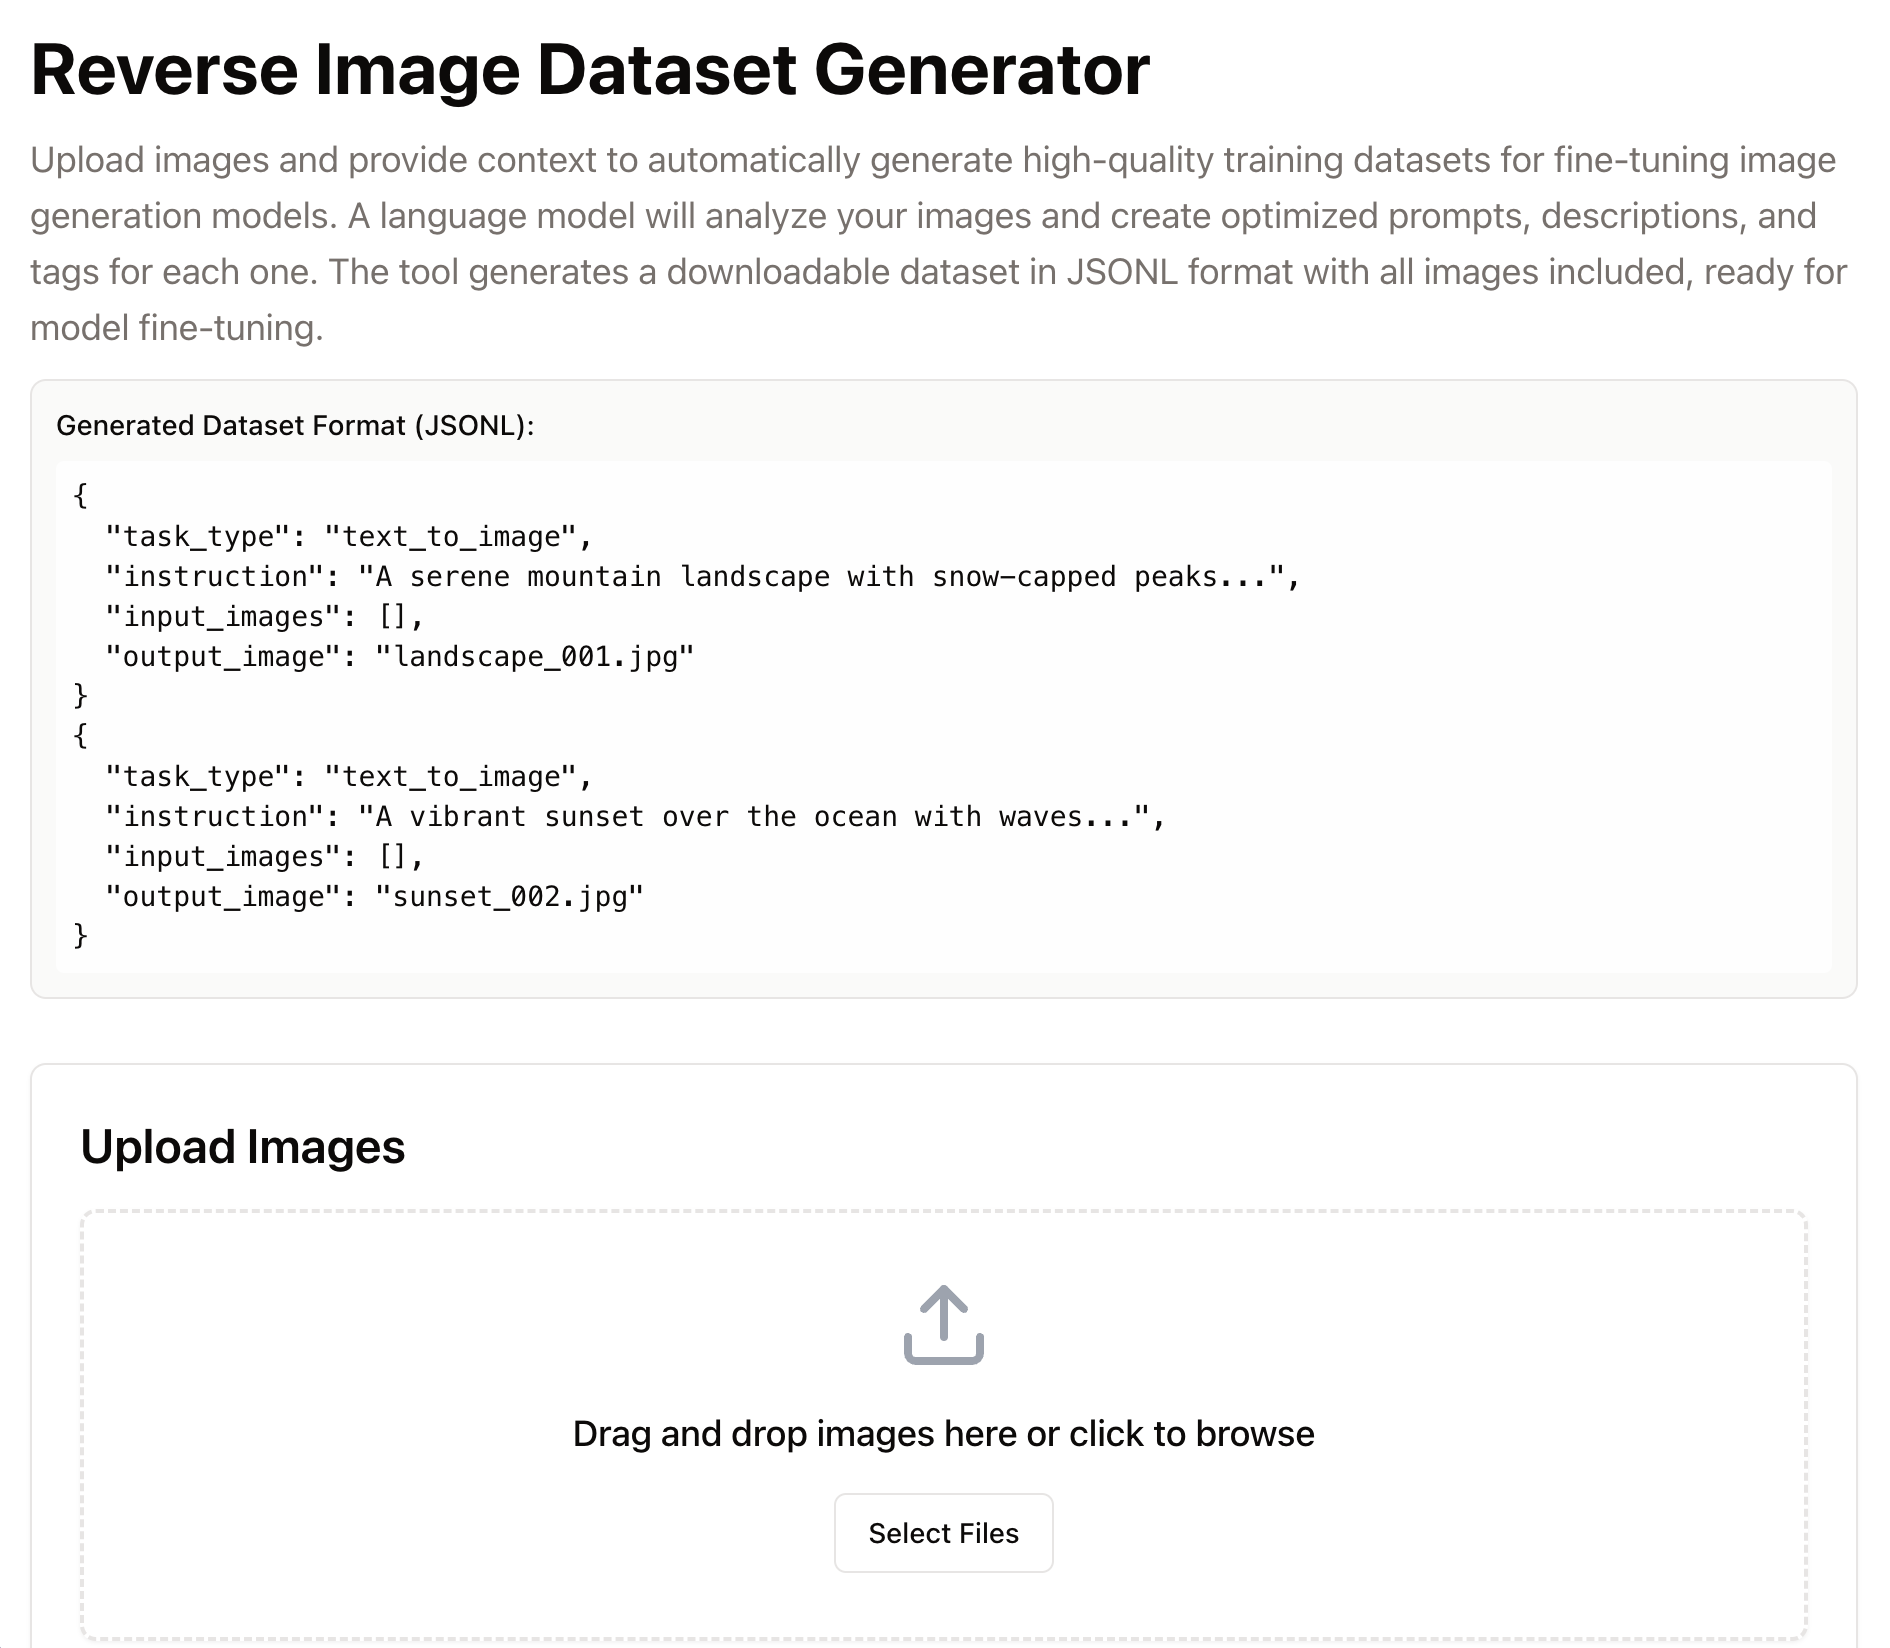 Reverse Image Dataset Generator
Upload images and provide context to automatically generate high-quality training datasets for fine-tuning image
generation models. A language model will analyze your images and create optimized prompts, descriptions, and
tags for each one. The tool generates a downloadable dataset in JSONL format with all images included, ready for
model fine-tuning.
Generated Dataset Format (JSONL):
{
  "task_type": "text_to_image",
  "instruction": "A serene mountain landscape with snow-capped peaks...",
  "input_images": [],
  "output_image": "landscape_001.jpg"
}
{
  "task_type": "text_to_image",
  "instruction": "A vibrant sunset over the ocean with waves...",
  "input_images": [],
  "output_image": "sunset_002.jpg"
}
Upload Images
Drag and drop images here or click to browse
Select Files